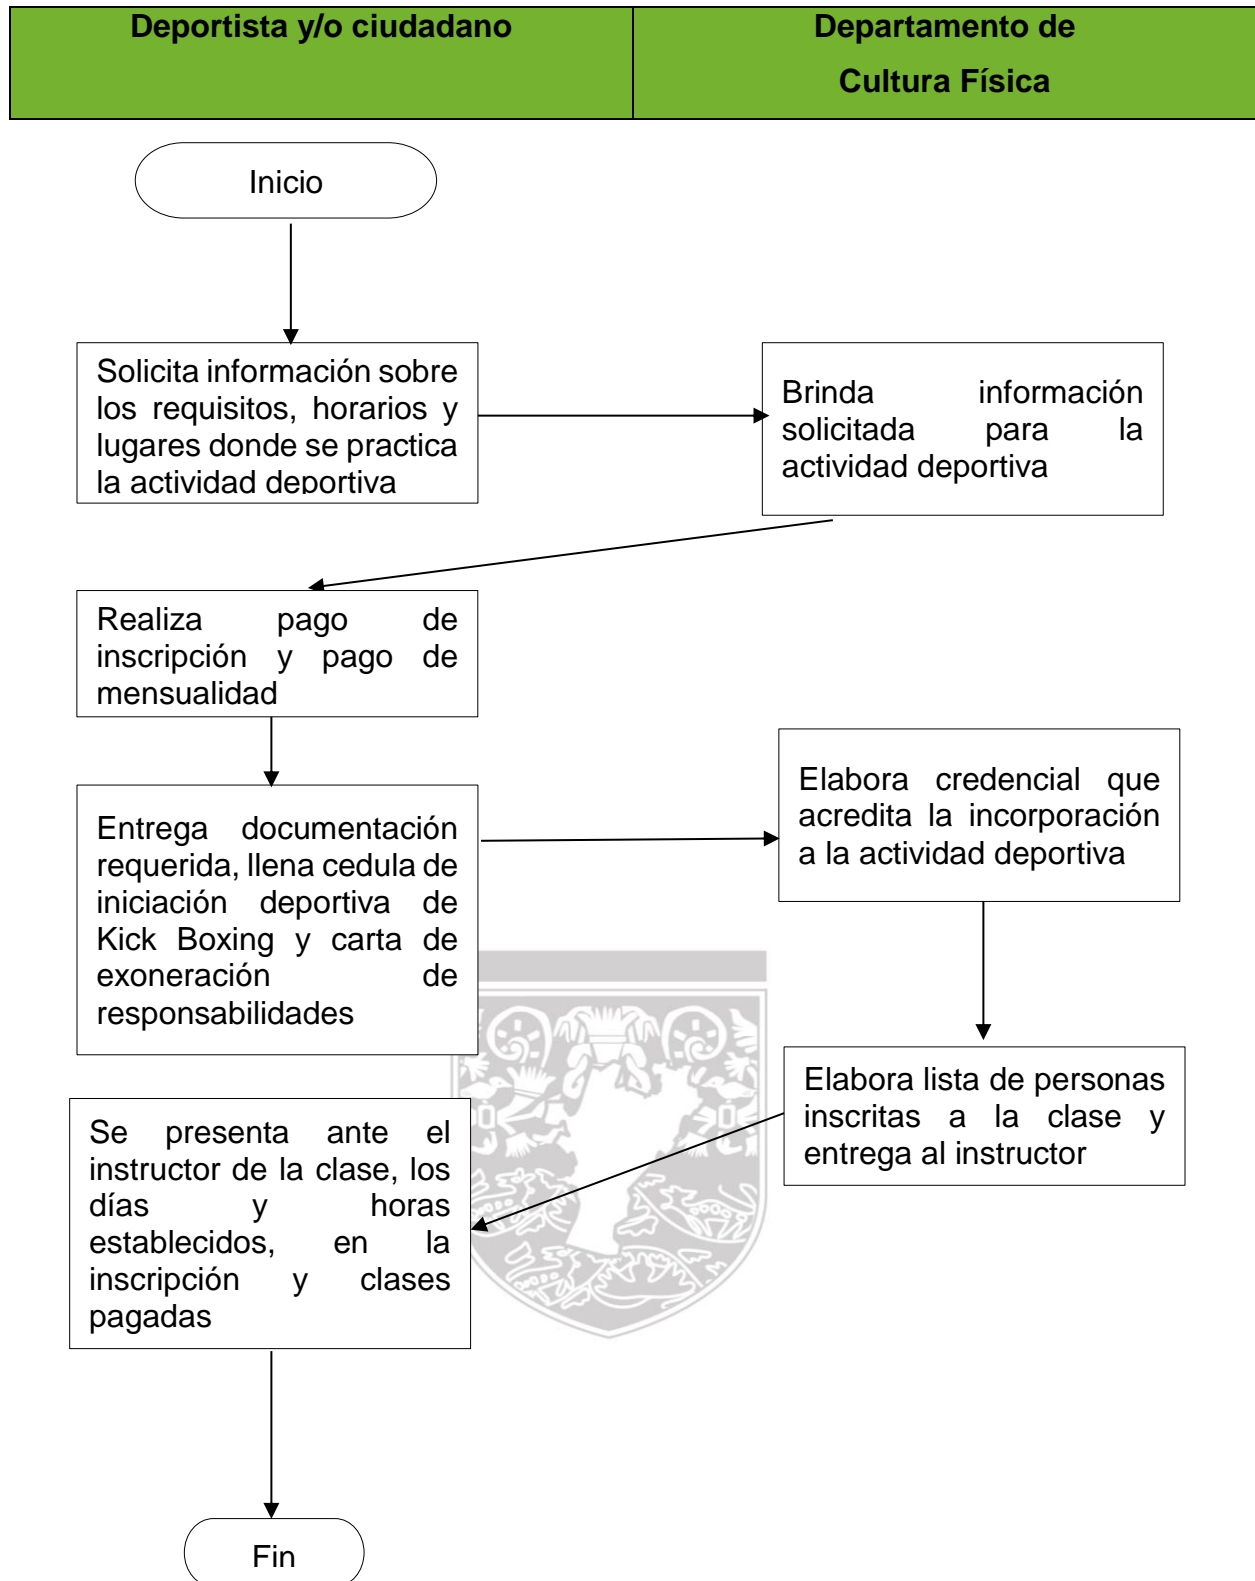 Deportista y/o ciudadano
Departamento de
Cultura Física
Inicio
Solicita información sobre
los requisitos, horarios y
lugares donde se practica
la actividad deportiva
Brinda información
solicitada para la
actividad deportiva
Realiza pago de
inscripción y pago de
mensualidad
Entrega documentación
requerida, llena cedula de
iniciación deportiva de
Kick Boxing y carta de
exoneración de
responsabilidades
Elabora credencial que
acredita la incorporación
a la actividad deportiva
Elabora lista de personas
inscritas a la clase y
entrega al instructor
Se presenta ante el
instructor de la clase, los
días y horas
establecidos, en la
inscripción y clases
pagadas
Fin